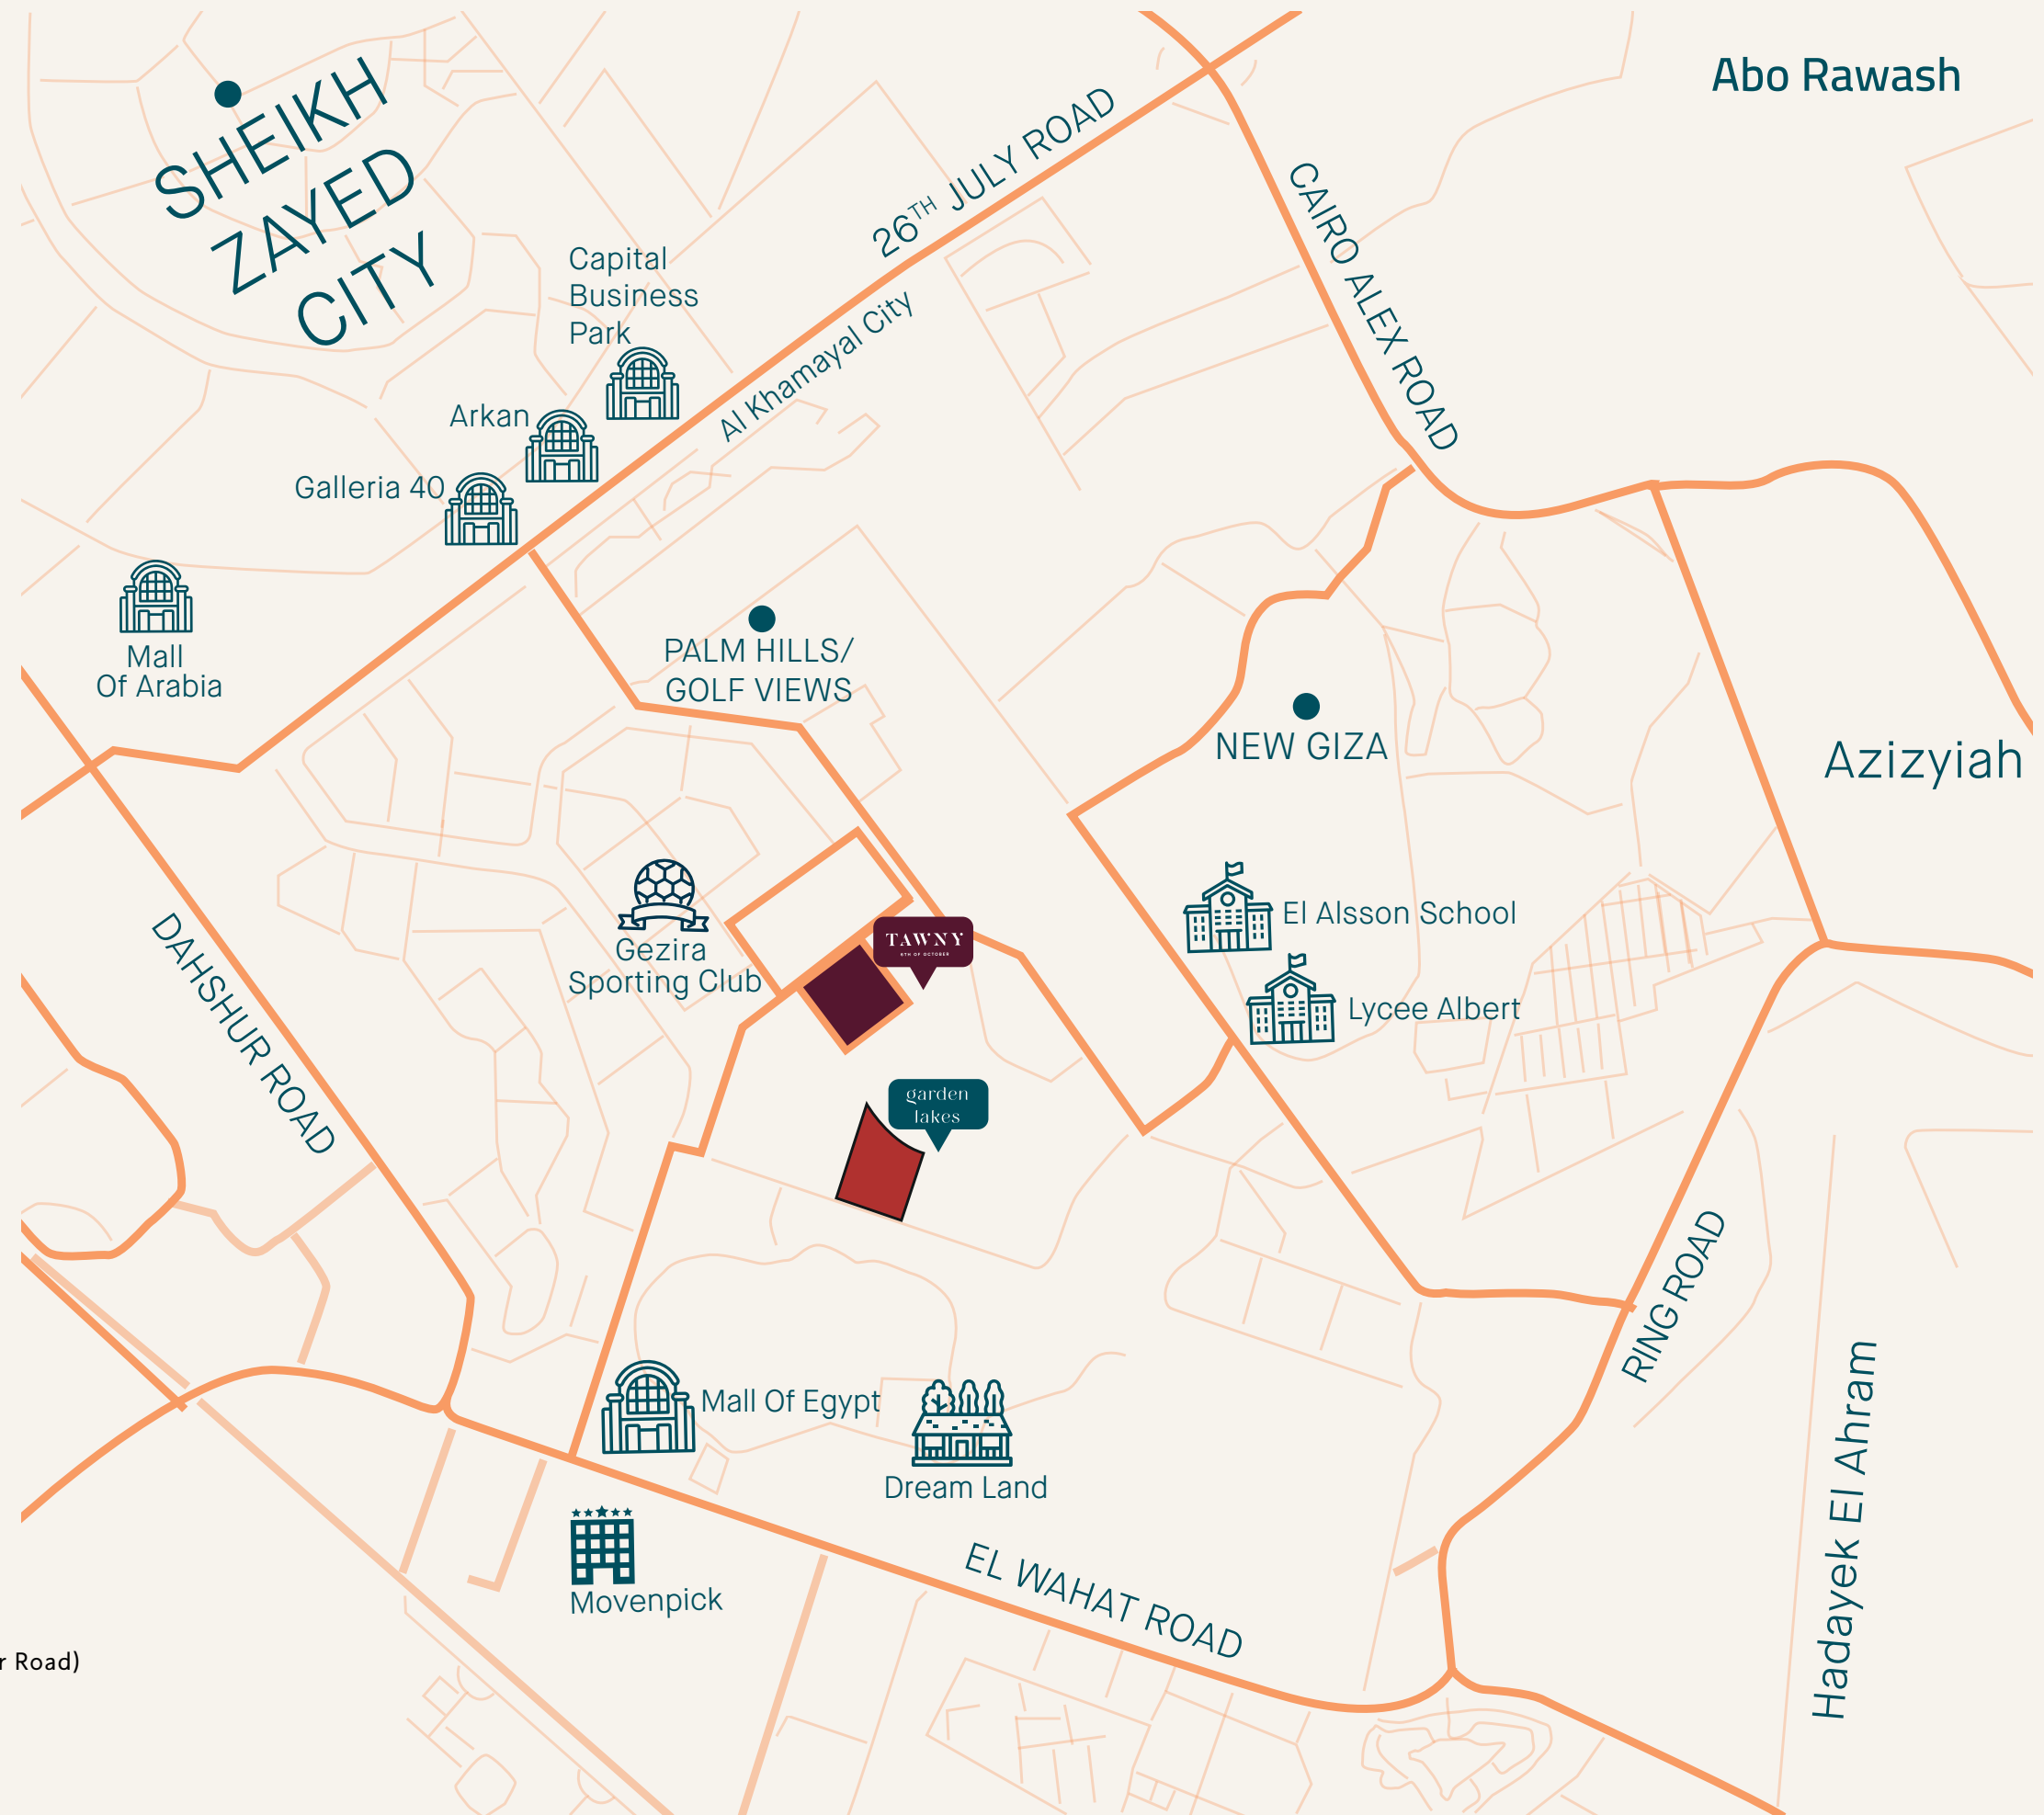 Abo Rawash
SHEIKH
ZAYED
CITY
26TH JULY ROAD
CAIRO ALEX ROAD
Capital
Business
Park
Al Khamayal City
Arkan
Galleria 40
Mall
Of Arabia
PALM HILLS/
GOLF VIEWS
NEW GIZA
Azizyiah
El Alsson School
Gezira
Sporting Club
TAWNY
6TH OF OCTOBER
Lycee Albert
DAHSHUR ROAD
garden
lakes
RING ROAD
Mall Of Egypt
Dream Land
Hadayek El Ahram
Movenpick
EL WAHAT ROAD
r Road)